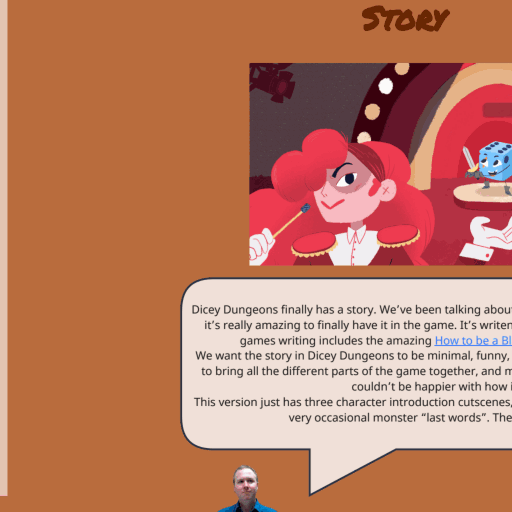 Story
Dicey Dungeons finally has a story. We've been talking about
it's really amazing to finally have it in the game. It's writen
games writing includes the amazing How to be a Bl
We want the story in Dicey Dungeons to be minimal, funny,
to bring all the different parts of the game together, and m
couldn't be happier with how i
This version just has three character introduction cutscenes,
very occasional monster “last words”. The